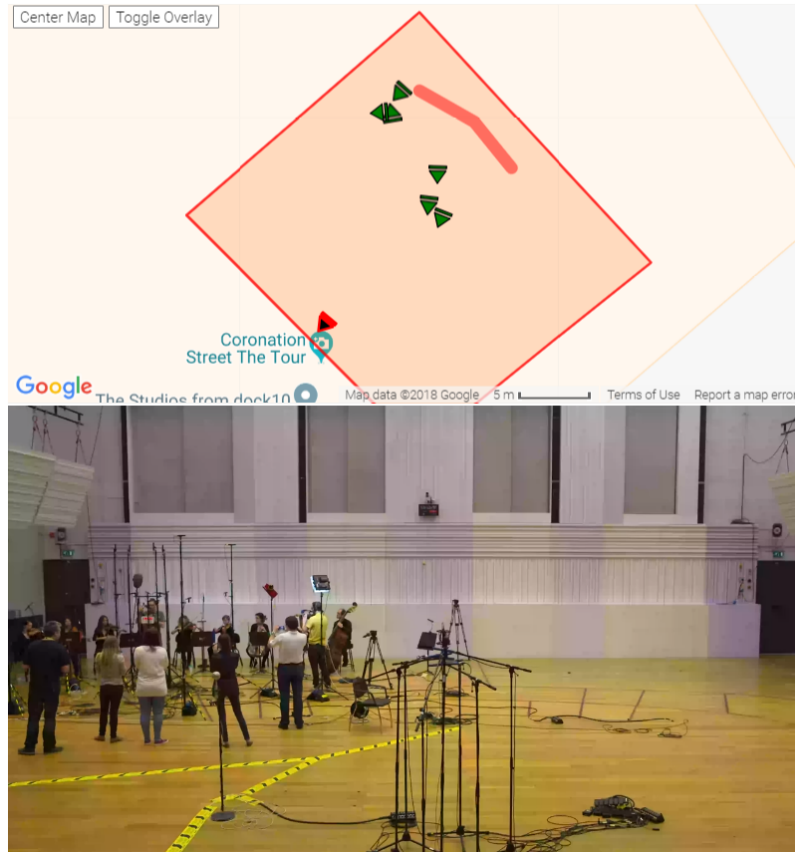 Center Map
Toggle Overlay
Coronation
Street The Tour
Google
The Studios from dock10
Map data ©2018 Google
5 m
Terms of Use
Report a map error